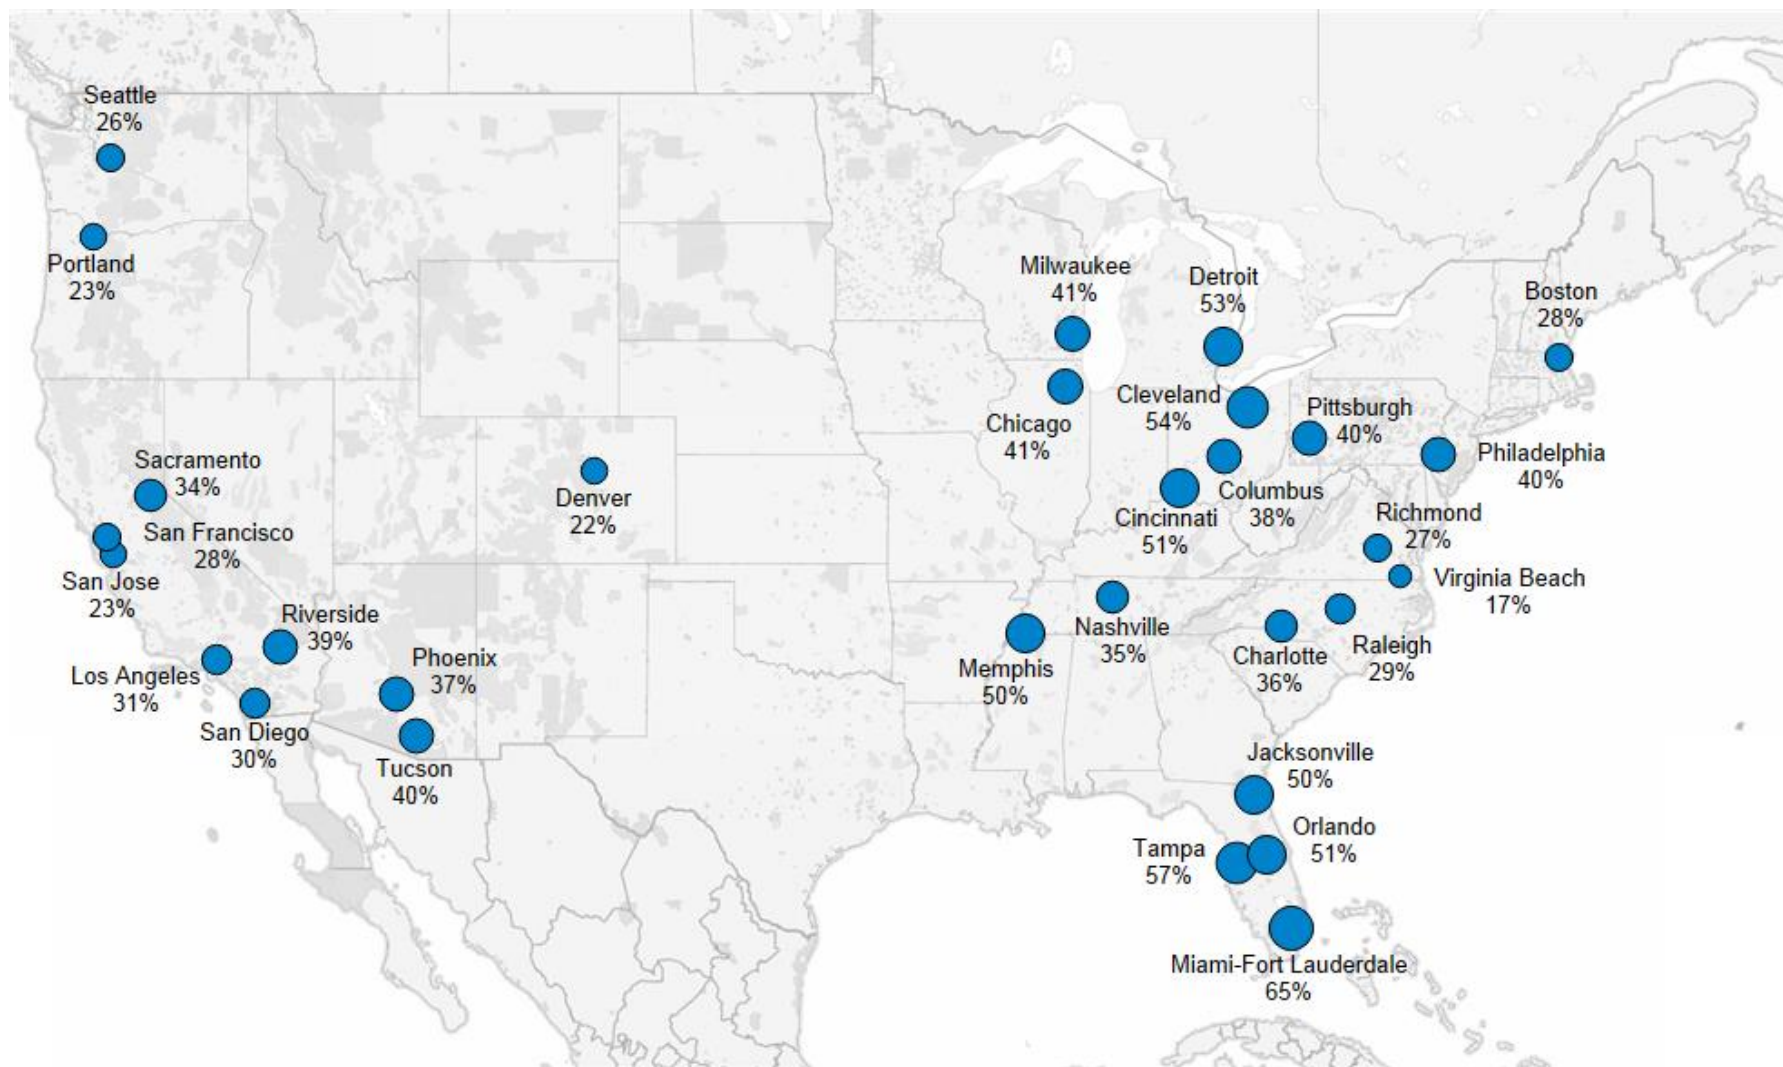 Seattle
26%
Portland
23%
Milwaukee
41%
Detroit
53%
Boston
28%
Cleveland
54%
Pittsburgh
40%
Chicago
41%
Philadelphia
40%
Sacramento
34%
Denver
22%
Columbus
38%
Cincinnati
51%
Richmond
27%
San Francisco
28%
San Jose
23%
Virginia Beach
17%
Riverside
39%
Nashville
35%
Raleigh
29%
Charlotte
36%
Memphis
50%
Phoenix
37%
Los Angeles
31%
San Diego
30%
Tucson
40%
Jacksonville
50%
Orlando
51%
Tampa
57%
Miami-Fort Lauderdale
65%